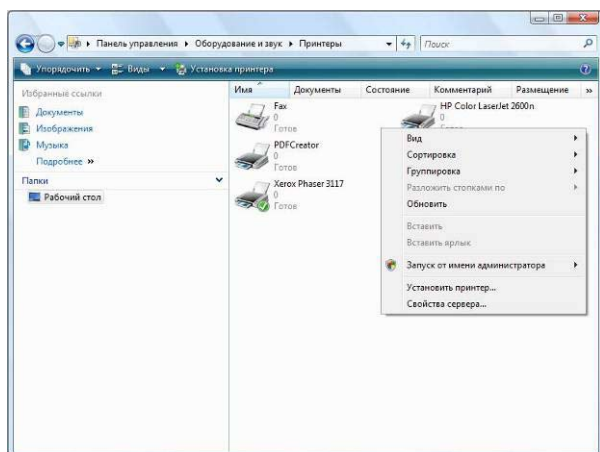 Панель управления ▸ Оборудование и звук ▸ Принтеры
Поиск
Упорядочить Виды Установка принтера
Избранные ссылки
Документы
Изображения
Музыка
Подробнее »
Папки
Рабочий стол
Имя Документы Состояние Комментарий Размещение »
Fax
0
Готов
HP Color LaserJet 2600n
0
PDFCreator
0
Готов
Xerox Phaser 3117
0
Готов
Вид
Сортировка
Группировка
Разложить стопками по
Обновить
Вставить
Вставить ярлык
Запуск от имени администратора
Установить принтер...
Свойства сервера...